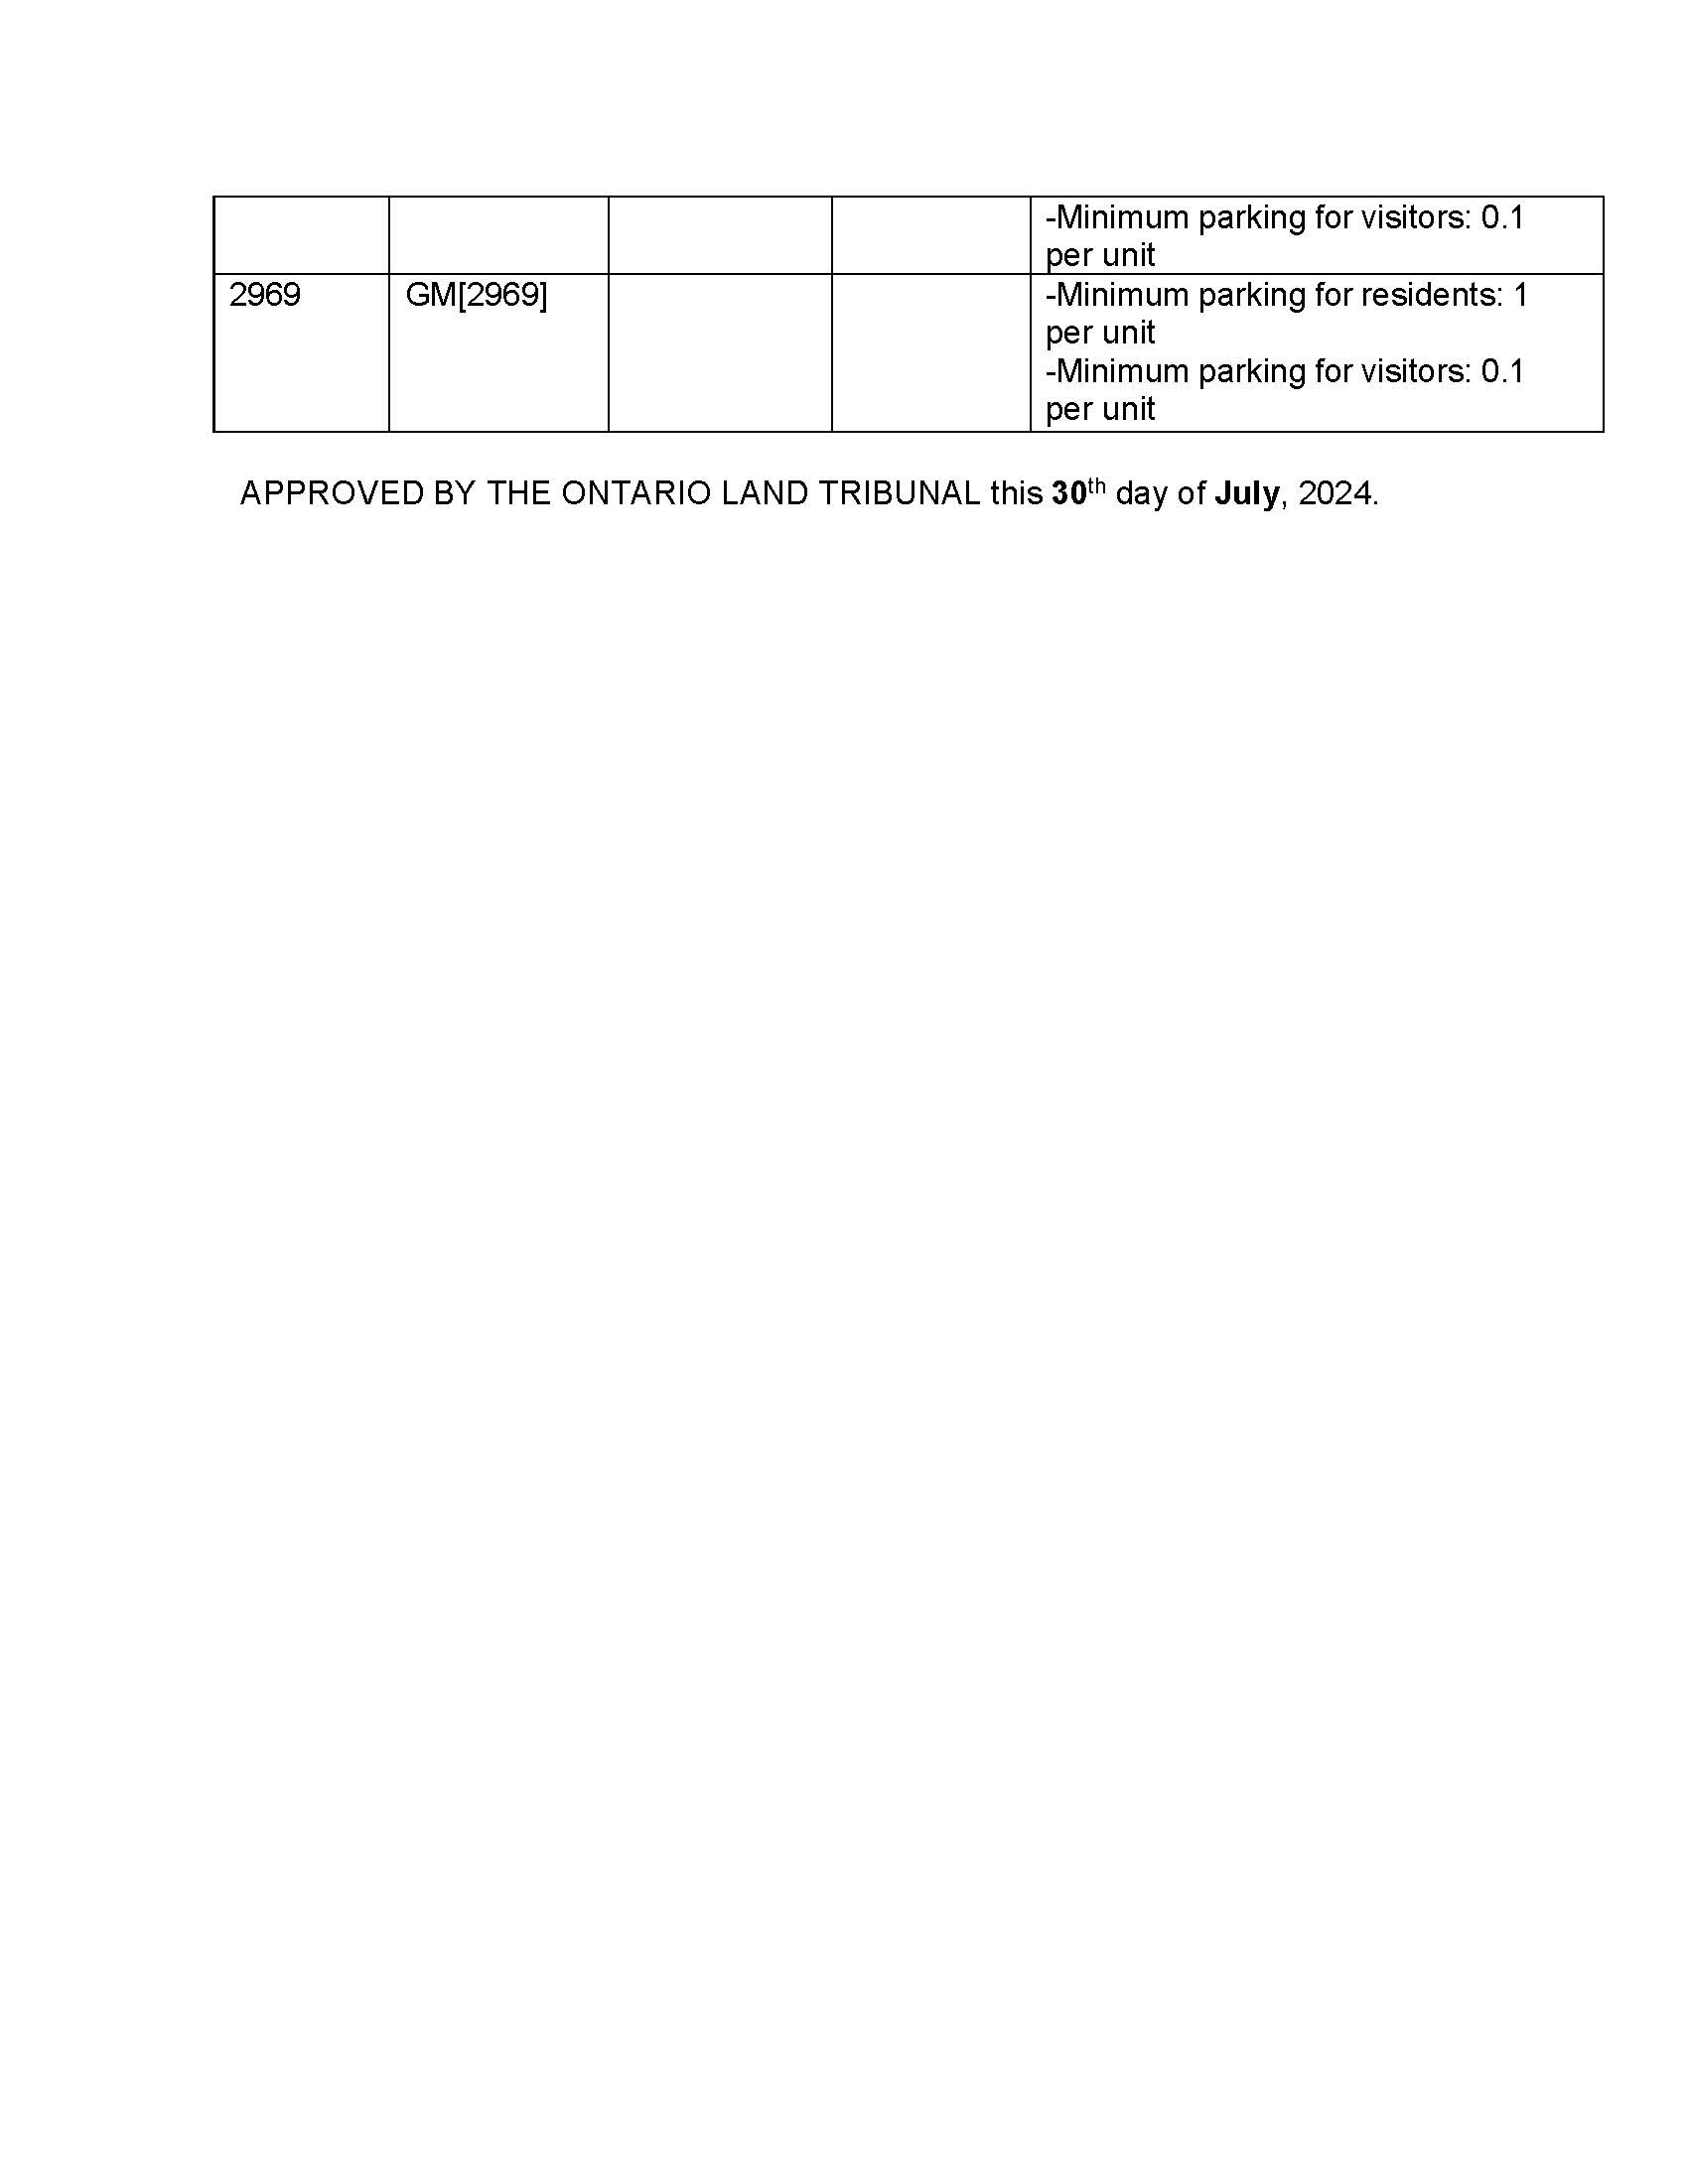 -Minimum parking for visitors: 0.1
per unit
2969 GM[2969] -Minimum parking for residents: 1
per unit
-Minimum parking for visitors: 0.1
per unit
APPROVED BY THE ONTARIO LAND TRIBUNAL this 30th day of July, 2024.